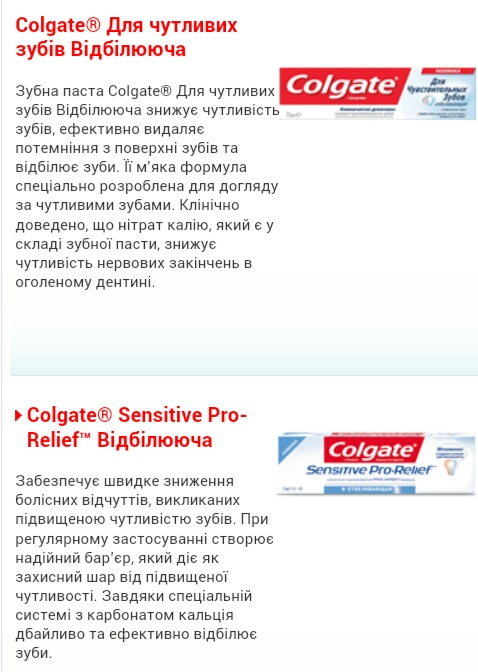 Colgate® Для чутливих
зубів Відбілююча
Зубна паста Colgate® Для чутливих
зубів Відбілююча знижує чутливість
зубів, ефективно видаляє
потемніння з поверхні зубів та
відбілює зуби. Її м’яка формула
спеціально розроблена для догляду
за чутливими зубами. Клінічно
доведено, що нітрат калію, який є у
складі зубної пасти, знижує
чутливість нервових закінчень в
оголеному дентині.
НОВИНКА
Colgate®
Для
Чувствительных
Зубов
Colgate® Sensitive Pro-
Relief™ Відбілююча
Забезпечує швидке зниження
болісних відчуттів, викликаних
підвищеною чутливістю зубів. При
регулярному застосуванні створює
надійний бар’єр, який діє як
захисний шар від підвищеної
чутливості. Завдяки спеціальній
системі з карбонатом кальція
дбайливо та ефективно відбілює
зуби.
Colgate®
Sensitive Pro-Relief™
+ ОТБЕЛИВАЮЩАЯ